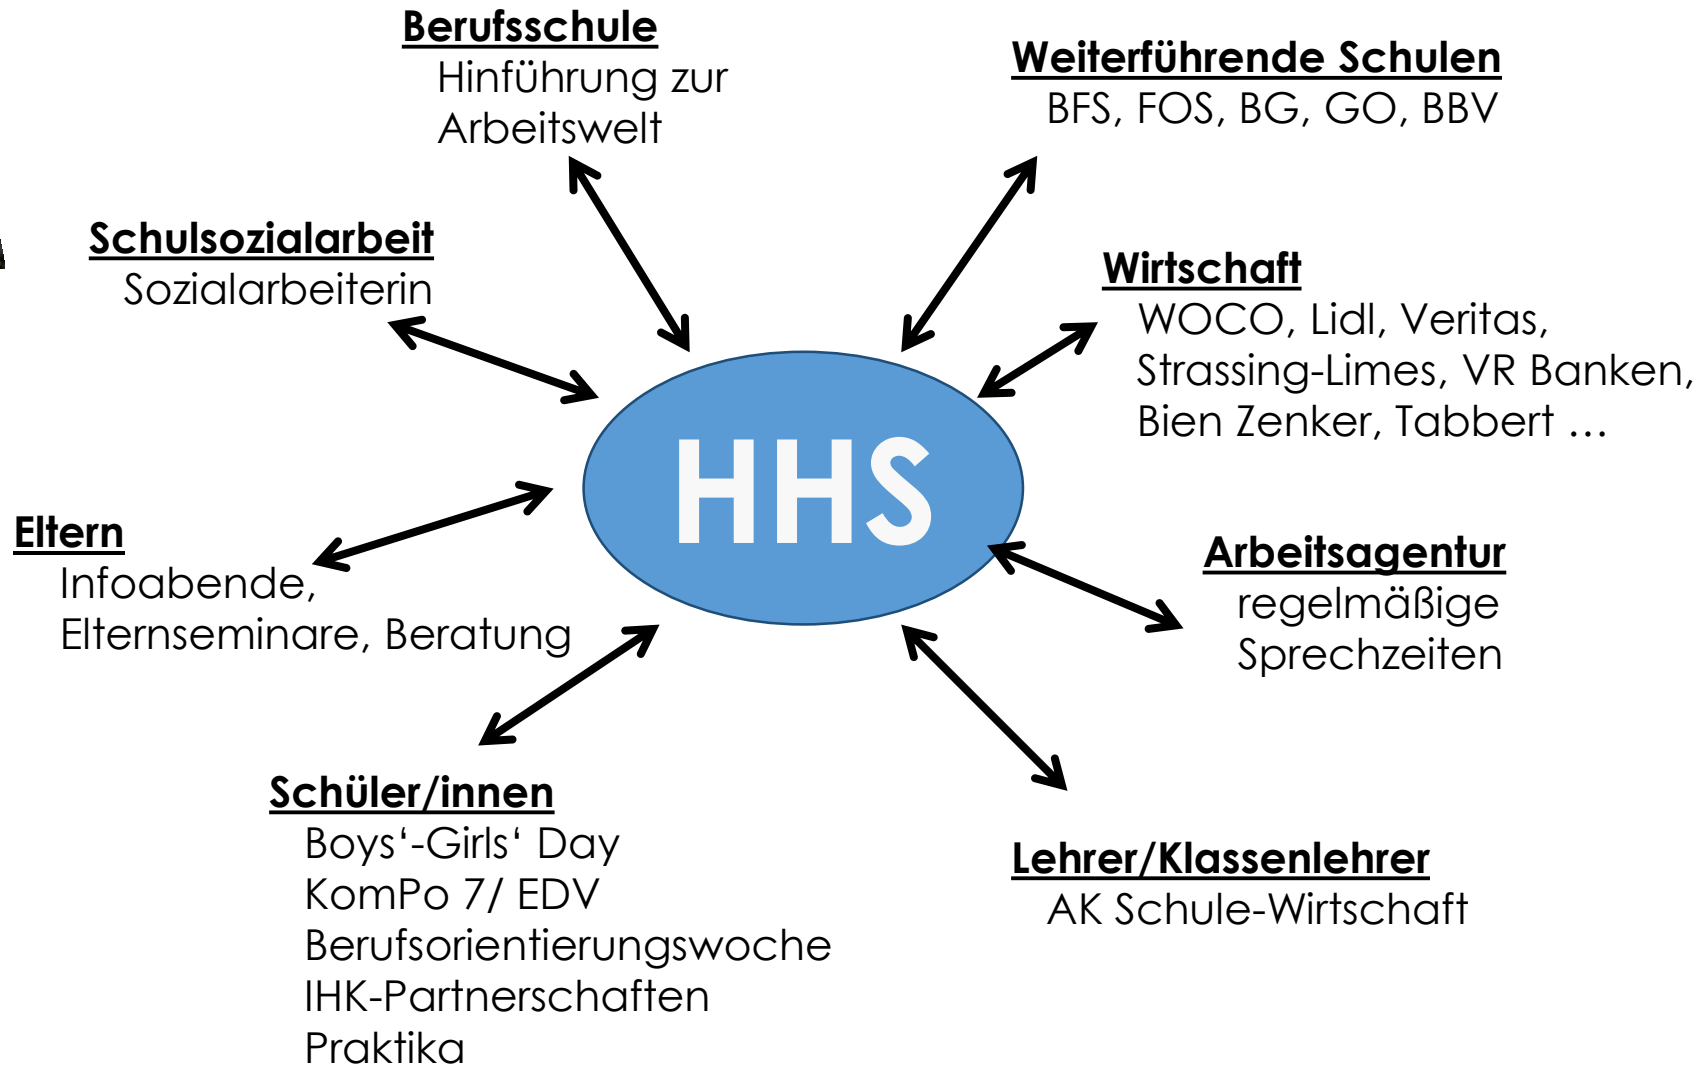 Berufsschule
Hinführung zur
Arbeitswelt
Weiterführende Schulen
BFS, FOS, BG, GO, BBV
Schulsozialarbeit
Sozialarbeiterin
Wirtschaft
WOCO, Lidl, Veritas,
Strassing-Limes, VR Banken,
Bien Zenker, Tabbert …
HHS
Eltern
Infoabende,
Elternseminare, Beratung
Arbeitsagentur
regelmäßige
Sprechzeiten
Schüler/innen
Boys‘-Girls‘ Day
KomPo 7/ EDV
Berufsorientierungswoche
IHK-Partnerschaften
Praktika
Lehrer/Klassenlehrer
AK Schule-Wirtschaft